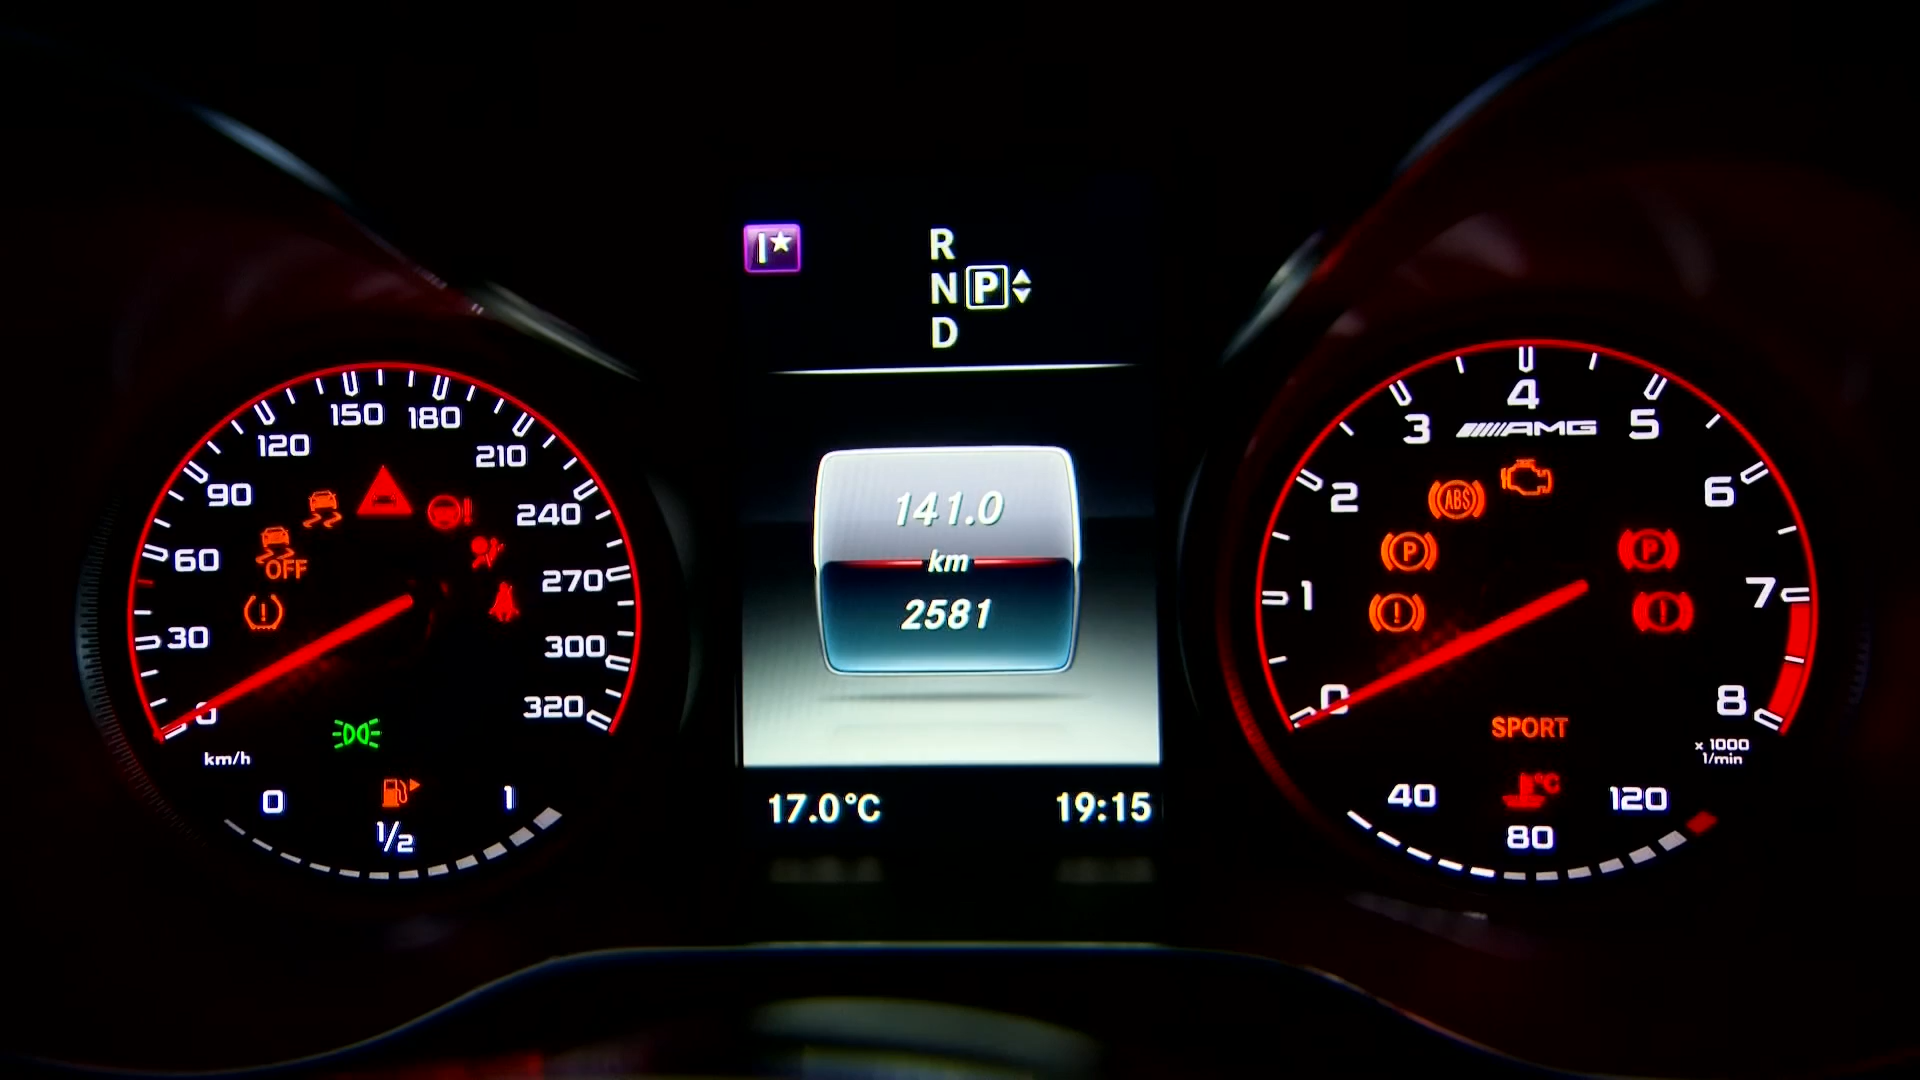 R
N P
D
150 180
120 210
90 240
60 270
30 300
0 320
OFF
km/h
0 1
1/2
141.0
km
2581
17.0°C 19:15
4
3 AMG 5
2 6
1 7
0 8
ABS
P P
SPORT
x 1000
1/min
°C
40 120
80